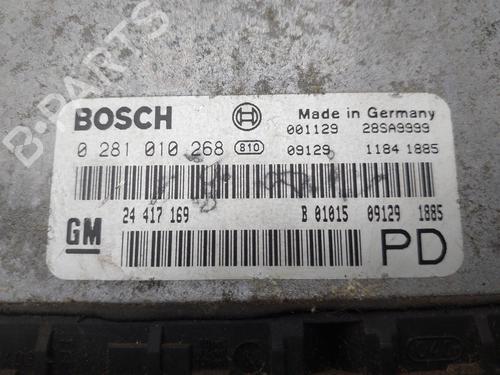 BOSCH
Made in Germany
001129 28SA9999
0 281 010 268 810 09129 1184 1885
24 417 169 B 01015 09129 1885
GM
PD
B-PARTS